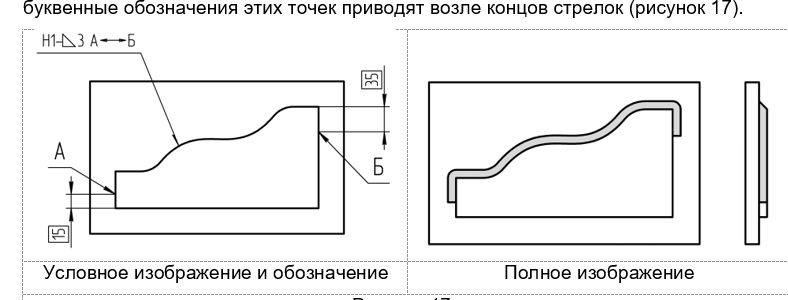 буквенные обозначения этих точек приводят возле концов стрелок (рисунок 17).
Н1-◺3 А↔Б
35
А
Б
15
Условное изображение и обозначение
Полное изображение